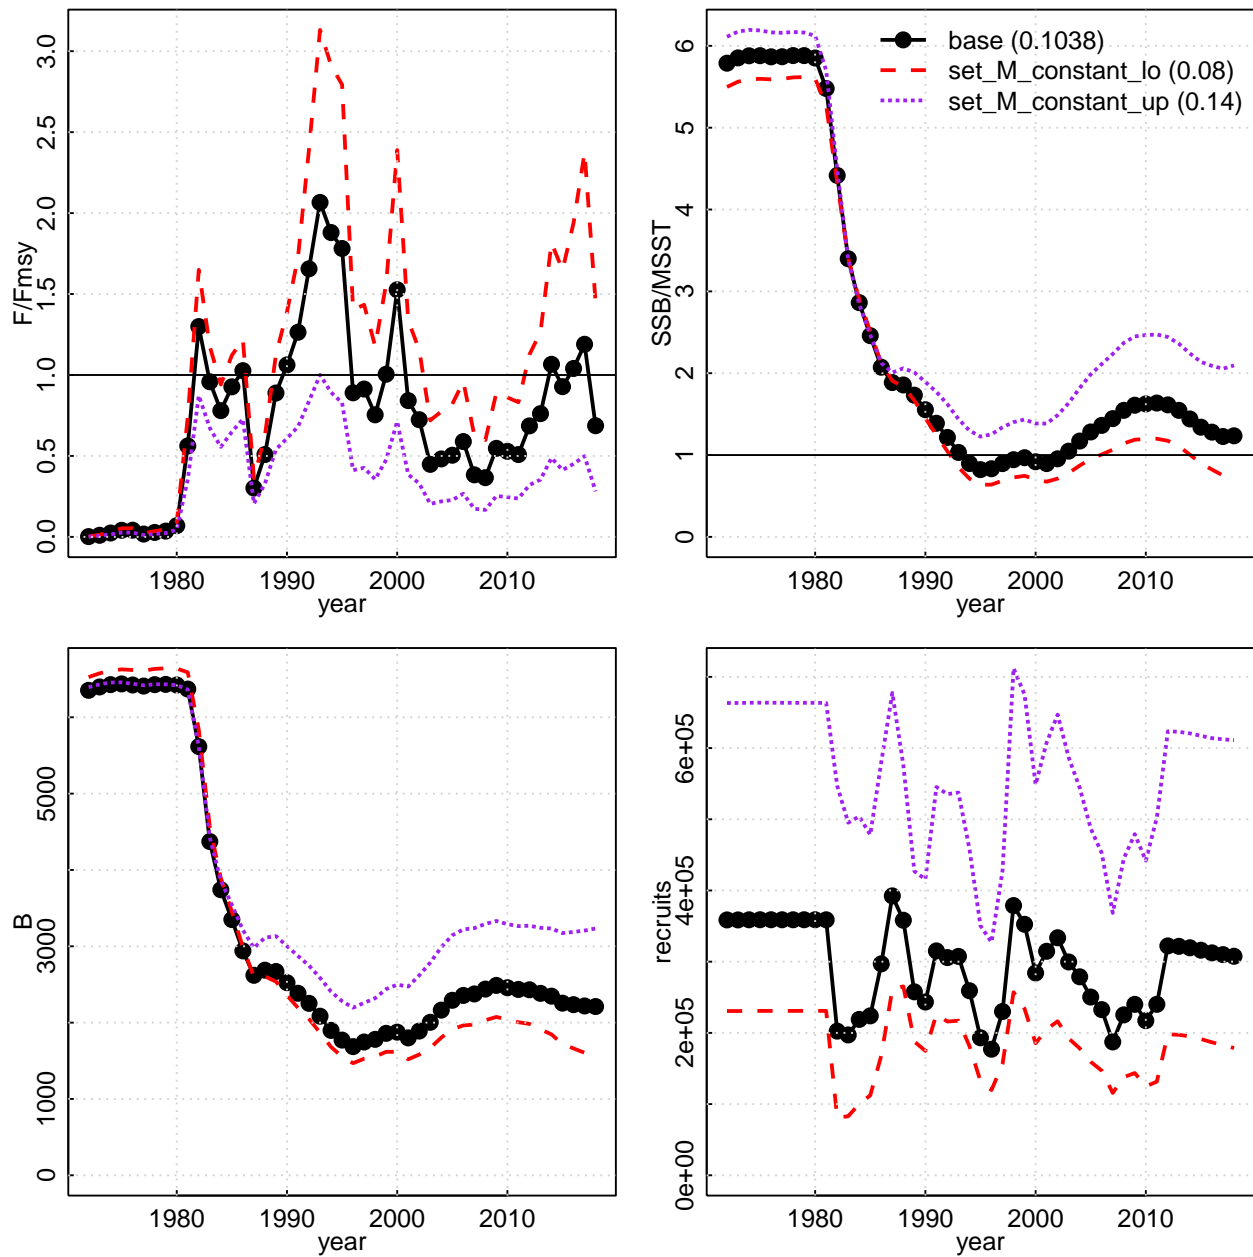 3.0
2.5
2.0
1.5
1.0
0.5
0.0
F/Fmsy
1980 1990 2000 2010
year
6
5
4
3
2
1
0
SSB/MSST
base (0.1038)
set_M_constant_lo (0.08)
set_M_constant_up (0.14)
1980 1990 2000 2010
year
5000
3000
1000
0
B
1980 1990 2000 2010
year
6e+05
4e+05
2e+05
0e+00
recruits
1980 1990 2000 2010
year